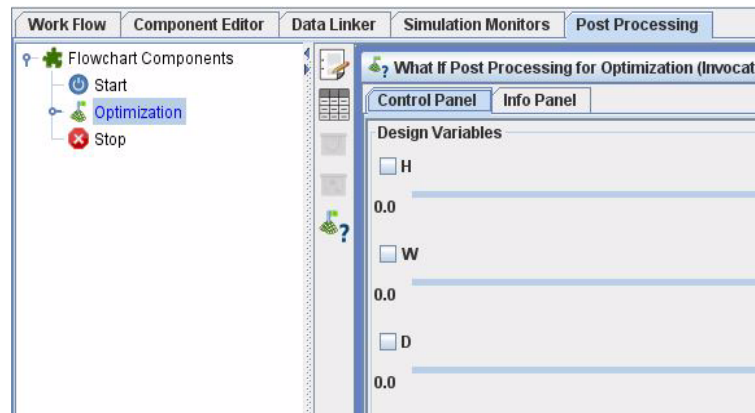 Work Flow Component Editor Data Linker Simulation Monitors Post Processing
Flowchart Components
Start
Optimization
Stop
? What If Post Processing for Optimization (Invocat
Control Panel Info Panel
Design Variables
H
0.0
W
0.0
D
0.0
?